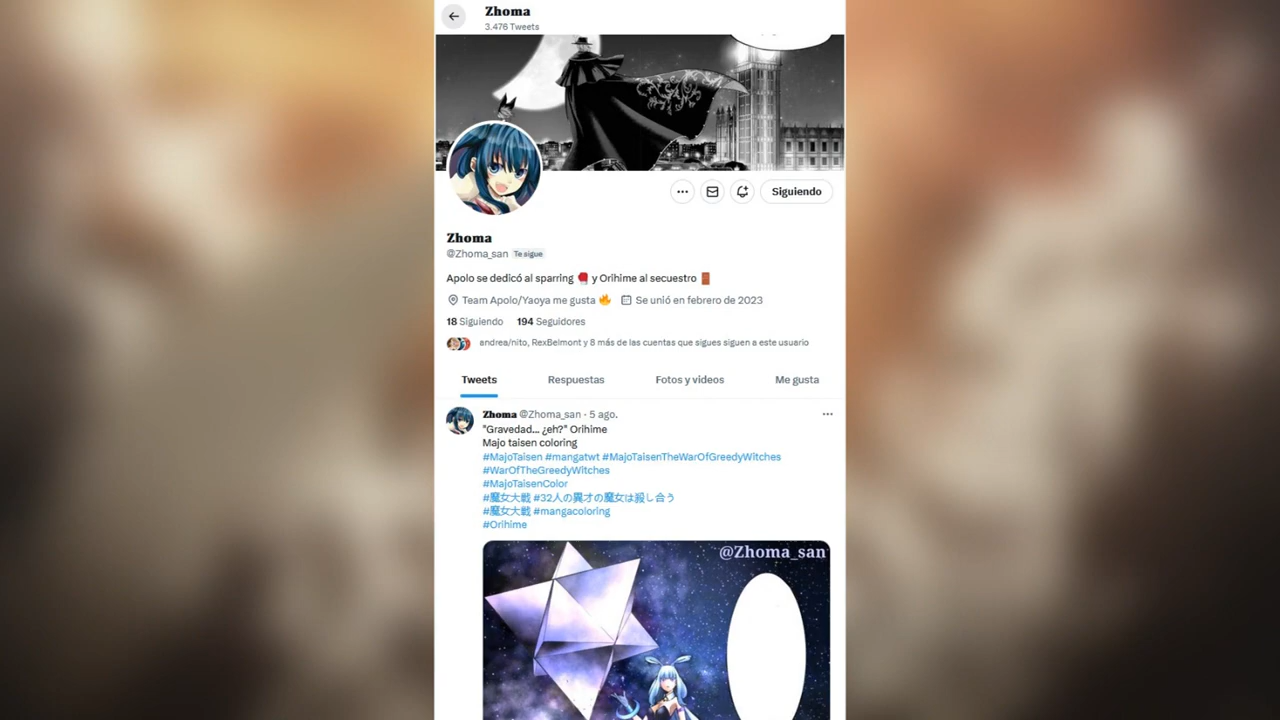 Zhoma
3.476 Tweets
Siguiendo
Zhoma
@Zhoma_san Te sigue
Apolo se dedicó al sparring 🥊 y Orihime al secuestro 🚪
Team Apolo/Yaoya me gusta 🔥 Se unió en febrero de 2023
18 Siguiendo 194 Seguidores
andrea/nito, RexBelmont y 8 más de las cuentas que sigues siguen a este usuario
Tweets Respuestas Fotos y videos Me gusta
Zhoma @Zhoma_san · 5 ago.
"Gravedad... ¿eh?" Orihime
Majo taisen coloring
#MajoTaisen #mangatwt #MajoTaisenTheWarOfGreedyWitches
#WarOfTheGreedyWitches
#MajoTaisenColor
#魔女大戦 #32人の異才の魔女は殺し合う
#魔女大戦 #mangacoloring
#Orihime
@Zhoma_san